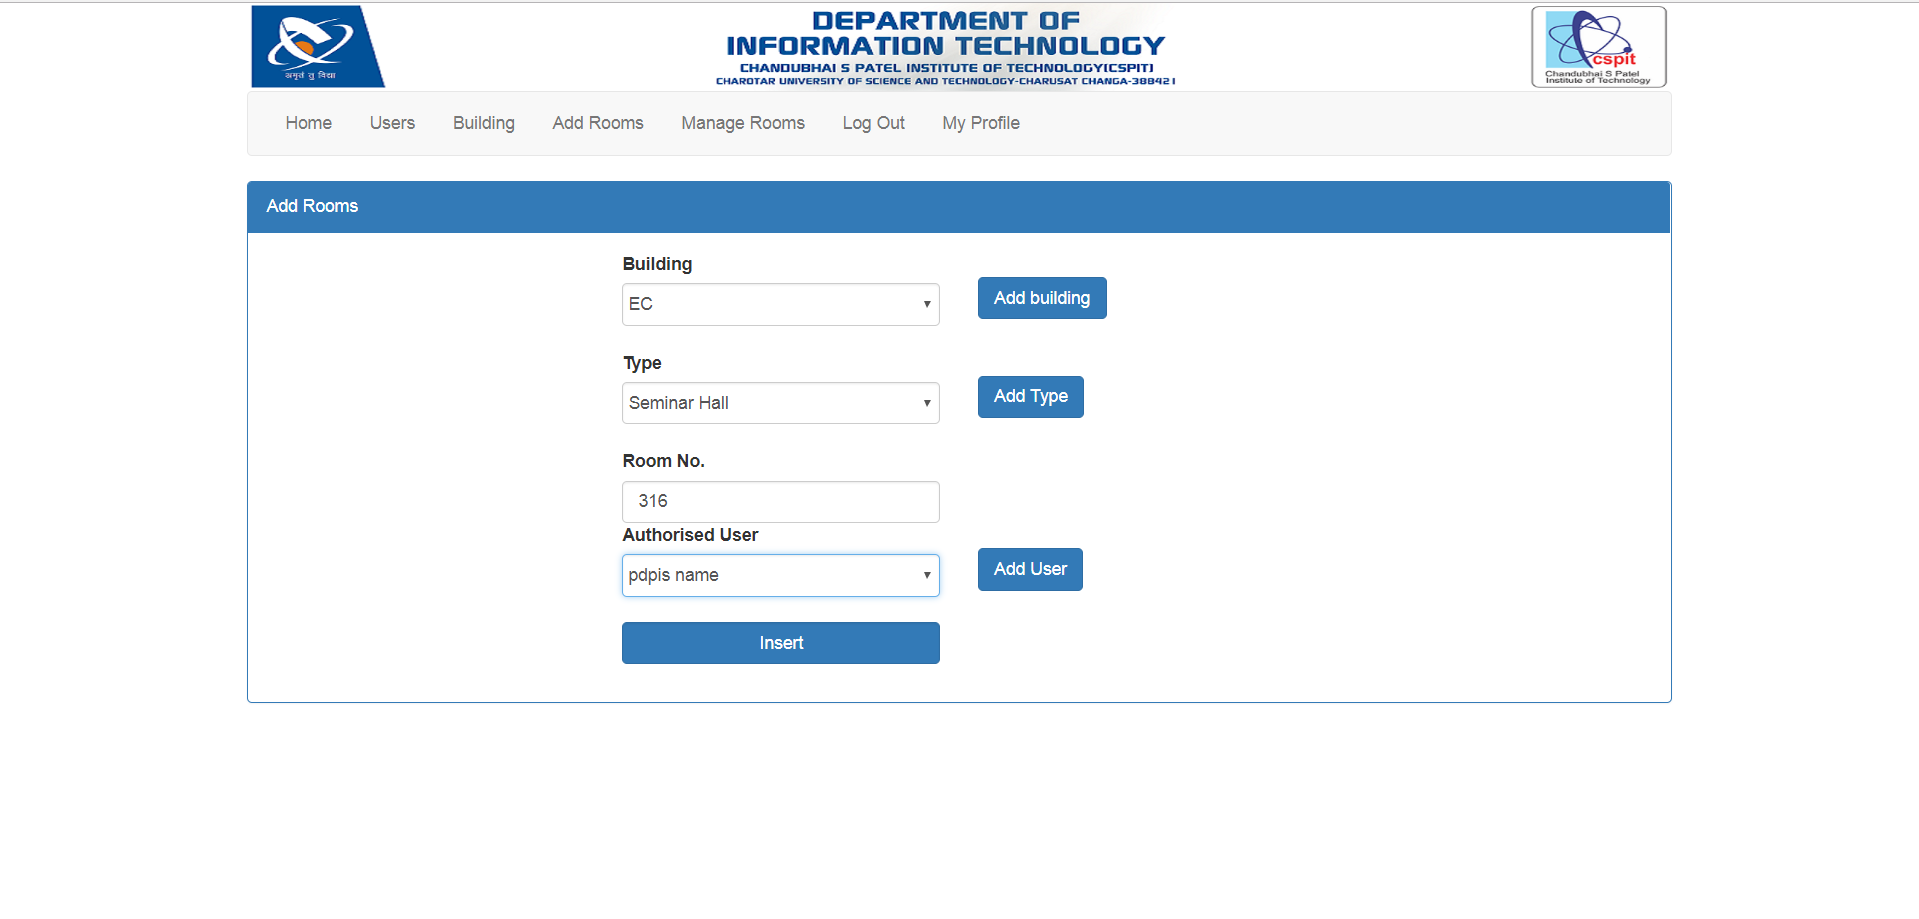 अमृतं तु विद्या
DEPARTMENT OF
INFORMATION TECHNOLOGY
CHANDUBHAI S PATEL INSTITUTE OF TECHNOLOGY(CSPIT)
CHAROTAR UNIVERSITY OF SCIENCE AND TECHNOLOGY-CHARUSAT CHANGA-388421
cspit
Chandubhai S Patel
Institute of Technology
Home Users Building Add Rooms Manage Rooms Log Out My Profile
Add Rooms
Building
EC
Add building
Type
Seminar Hall
Add Type
Room No.
316
Authorised User
pdpis name
Add User
Insert